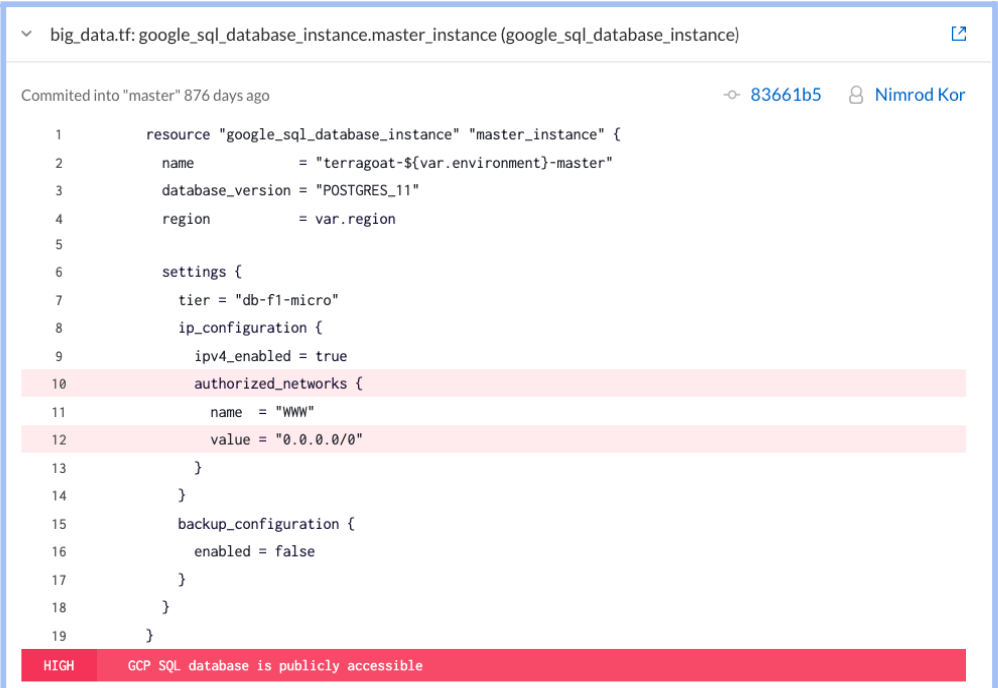 big_data.tf: google_sql_database_instance.master_instance (google_sql_database_instance)
Commited into "master" 876 days ago 83661b5 Nimrod Kor
1 resource "google_sql_database_instance" "master_instance" {
2 name = "terragoat-${var.environment}-master"
3 database_version = "POSTGRES_11"
4 region = var.region
5
6 settings {
7 tier = "db-f1-micro"
8 ip_configuration {
9 ipv4_enabled = true
10 authorized_networks {
11 name = "WWW"
12 value = "0.0.0.0/0"
13 }
14 }
15 backup_configuration {
16 enabled = false
17 }
18 }
19 }
HIGH GCP SQL database is publicly accessible